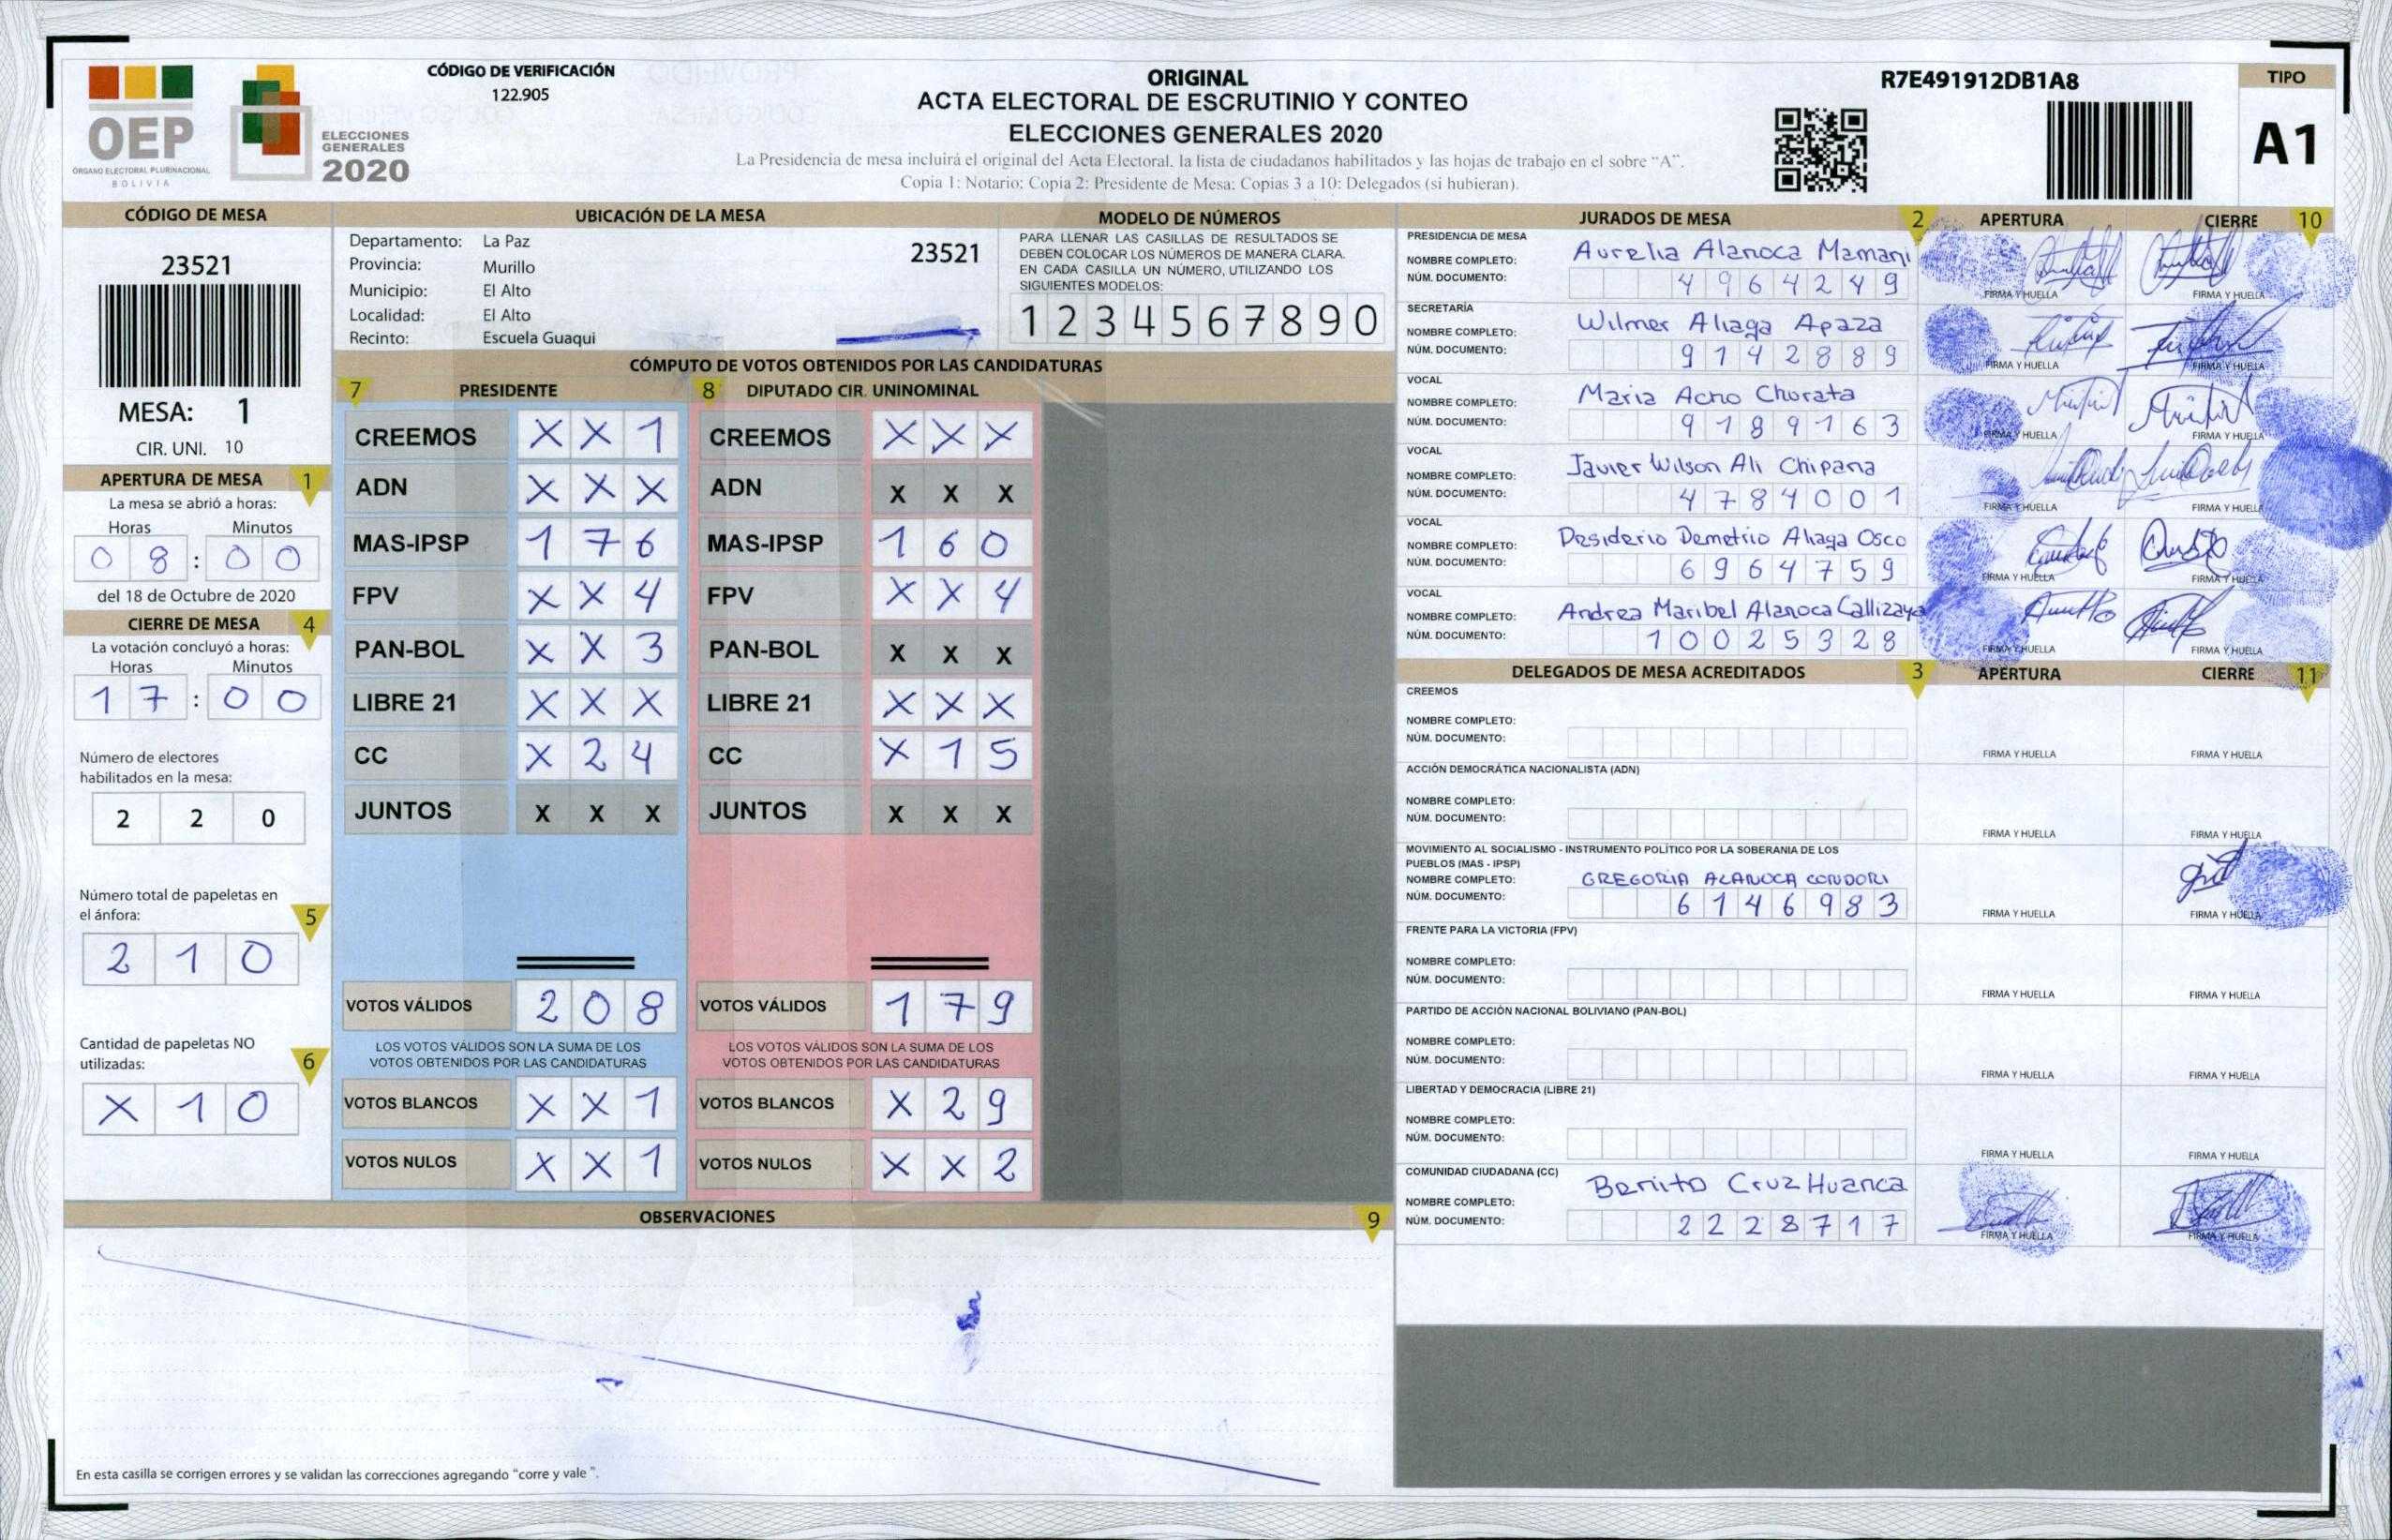 OEP
ÓRGANO ELECTORAL PLURINACIONAL
BOLIVIA
ELECCIONES
GENERALES
2020
CÓDIGO DE VERIFICACIÓN
122.905
ORIGINAL
ACTA ELECTORAL DE ESCRUTINIO Y CONTEO
ELECCIONES GENERALES 2020
La Presidencia de mesa incluirá el original del Acta Electoral, la lista de ciudadanos habilitados y las hojas de trabajo en el sobre "A".
Copia 1: Notario; Copia 2: Presidente de Mesa; Copias 3 a 10: Delegados (si hubieran).
R7E491912DB1A8
TIPO
A1
CÓDIGO DE MESA
23521
MESA: 1
CIR. UNI. 10
APERTURA DE MESA 1
La mesa se abrió a horas:
Horas Minutos
0 8 : 0 0
del 18 de Octubre de 2020
CIERRE DE MESA 4
La votación concluyó a horas:
Horas Minutos
1 7 : 0 0
Número de electores
habilitados en la mesa:
2 2 0
Número total de papeletas en
el ánfora: 5
2 1 0
Cantidad de papeletas NO
utilizadas: 6
X 1 0
UBICACIÓN DE LA MESA
Departamento: La Paz
23521
Provincia: Murillo
Municipio: El Alto
Localidad: El Alto
Recinto: Escuela Guaqui
MODELO DE NÚMEROS
PARA LLENAR LAS CASILLAS DE RESULTADOS SE
DEBEN COLOCAR LOS NÚMEROS DE MANERA CLARA.
EN CADA CASILLA UN NÚMERO, UTILIZANDO LOS
SIGUIENTES MODELOS:
1 2 3 4 5 6 7 8 9 0
CÓMPUTO DE VOTOS OBTENIDOS POR LAS CANDIDATURAS
7 PRESIDENTE
CREEMOS X X 1
ADN X X X
MAS-IPSP 1 7 6
FPV X X 4
PAN-BOL X X 3
LIBRE 21 X X X
CC X 2 4
JUNTOS X X X
VOTOS VÁLIDOS 2 0 8
LOS VOTOS VÁLIDOS SON LA SUMA DE LOS
VOTOS OBTENIDOS POR LAS CANDIDATURAS
VOTOS BLANCOS X X 1
VOTOS NULOS X X 1
8 DIPUTADO CIR. UNINOMINAL
CREEMOS X X X
ADN X X X
MAS-IPSP 1 6 0
FPV X X 4
PAN-BOL X X X
LIBRE 21 X X X
CC X 1 5
JUNTOS X X X
VOTOS VÁLIDOS 1 7 9
LOS VOTOS VÁLIDOS SON LA SUMA DE LOS
VOTOS OBTENIDOS POR LAS CANDIDATURAS
VOTOS BLANCOS X 2 9
VOTOS NULOS X X 2
OBSERVACIONES 9
En esta casilla se corrigen errores y se validan las correcciones agregando "corre y vale ".
JURADOS DE MESA 2 APERTURA CIERRE 10
PRESIDENCIA DE MESA
NOMBRE COMPLETO: Aurelia Alanoca Mamani
NÚM. DOCUMENTO: 4 9 6 4 2 4 9
FIRMA Y HUELLA FIRMA Y HUELLA
SECRETARÍA
NOMBRE COMPLETO: Wilmer Aliaga Apaza
NÚM. DOCUMENTO: 9 1 4 2 8 8 9
FIRMA Y HUELLA FIRMA Y HUELLA
VOCAL
NOMBRE COMPLETO: Maria Acho Churata
NÚM. DOCUMENTO: 9 1 8 9 1 6 3
FIRMA Y HUELLA FIRMA Y HUELLA
VOCAL
NOMBRE COMPLETO: Javier Wilson Ali Chipana
NÚM. DOCUMENTO: 4 7 8 4 0 0 1
FIRMA Y HUELLA FIRMA Y HUELLA
VOCAL
NOMBRE COMPLETO: Desiderio Demetrio Aliaga Osco
NÚM. DOCUMENTO: 6 9 6 4 7 5 9
FIRMA Y HUELLA FIRMA Y HUELLA
VOCAL
NOMBRE COMPLETO: Andrea Maribel Alanoca Callizaya
NÚM. DOCUMENTO: 1 0 0 2 5 3 2 8
FIRMA Y HUELLA FIRMA Y HUELLA
DELEGADOS DE MESA ACREDITADOS 3 APERTURA CIERRE 11
CREEMOS
NOMBRE COMPLETO:
NÚM. DOCUMENTO:
FIRMA Y HUELLA FIRMA Y HUELLA
ACCIÓN DEMOCRÁTICA NACIONALISTA (ADN)
NOMBRE COMPLETO:
NÚM. DOCUMENTO:
FIRMA Y HUELLA FIRMA Y HUELLA
MOVIMIENTO AL SOCIALISMO - INSTRUMENTO POLÍTICO POR LA SOBERANIA DE LOS
PUEBLOS (MAS - IPSP)
NOMBRE COMPLETO: GREGORIA ALANOCA CONDORI
NÚM. DOCUMENTO: 6 1 4 6 9 8 3
FIRMA Y HUELLA FIRMA Y HUELLA
FRENTE PARA LA VICTORIA (FPV)
NOMBRE COMPLETO:
NÚM. DOCUMENTO:
FIRMA Y HUELLA FIRMA Y HUELLA
PARTIDO DE ACCIÓN NACIONAL BOLIVIANO (PAN-BOL)
NOMBRE COMPLETO:
NÚM. DOCUMENTO:
FIRMA Y HUELLA FIRMA Y HUELLA
LIBERTAD Y DEMOCRACIA (LIBRE 21)
NOMBRE COMPLETO:
NÚM. DOCUMENTO:
FIRMA Y HUELLA FIRMA Y HUELLA
COMUNIDAD CIUDADANA (CC)
NOMBRE COMPLETO: Benito Cruz Huanca
NÚM. DOCUMENTO: 2 2 2 8 7 1 7
FIRMA Y HUELLA FIRMA Y HUELLA